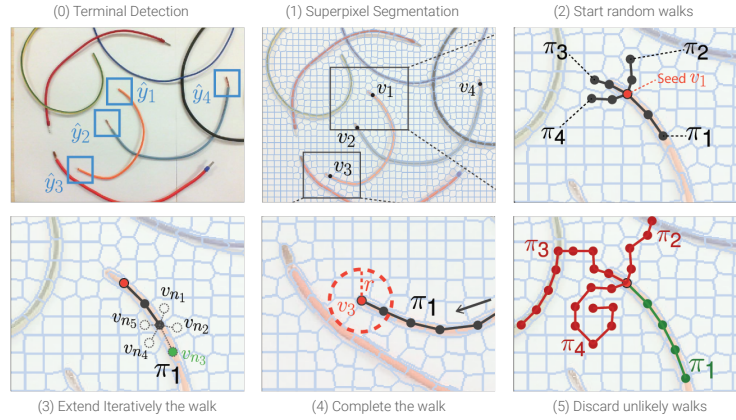 (0) Terminal Detection
(1) Superpixel Segmentation
(2) Start random walks
ŷ₁
ŷ₄
ŷ₂
ŷ₃
v₁
v₄
v₂
v₃
π₃
π₂
Seed v₁
π₄
π₁
vₙ₁
vₙ₅
vₙ₂
vₙ₄
vₙ₃
π₁
r
v₃
π₁
π₃
π₂
π₄
π₁
(3) Extend Iteratively the walk
(4) Complete the walk
(5) Discard unlikely walks